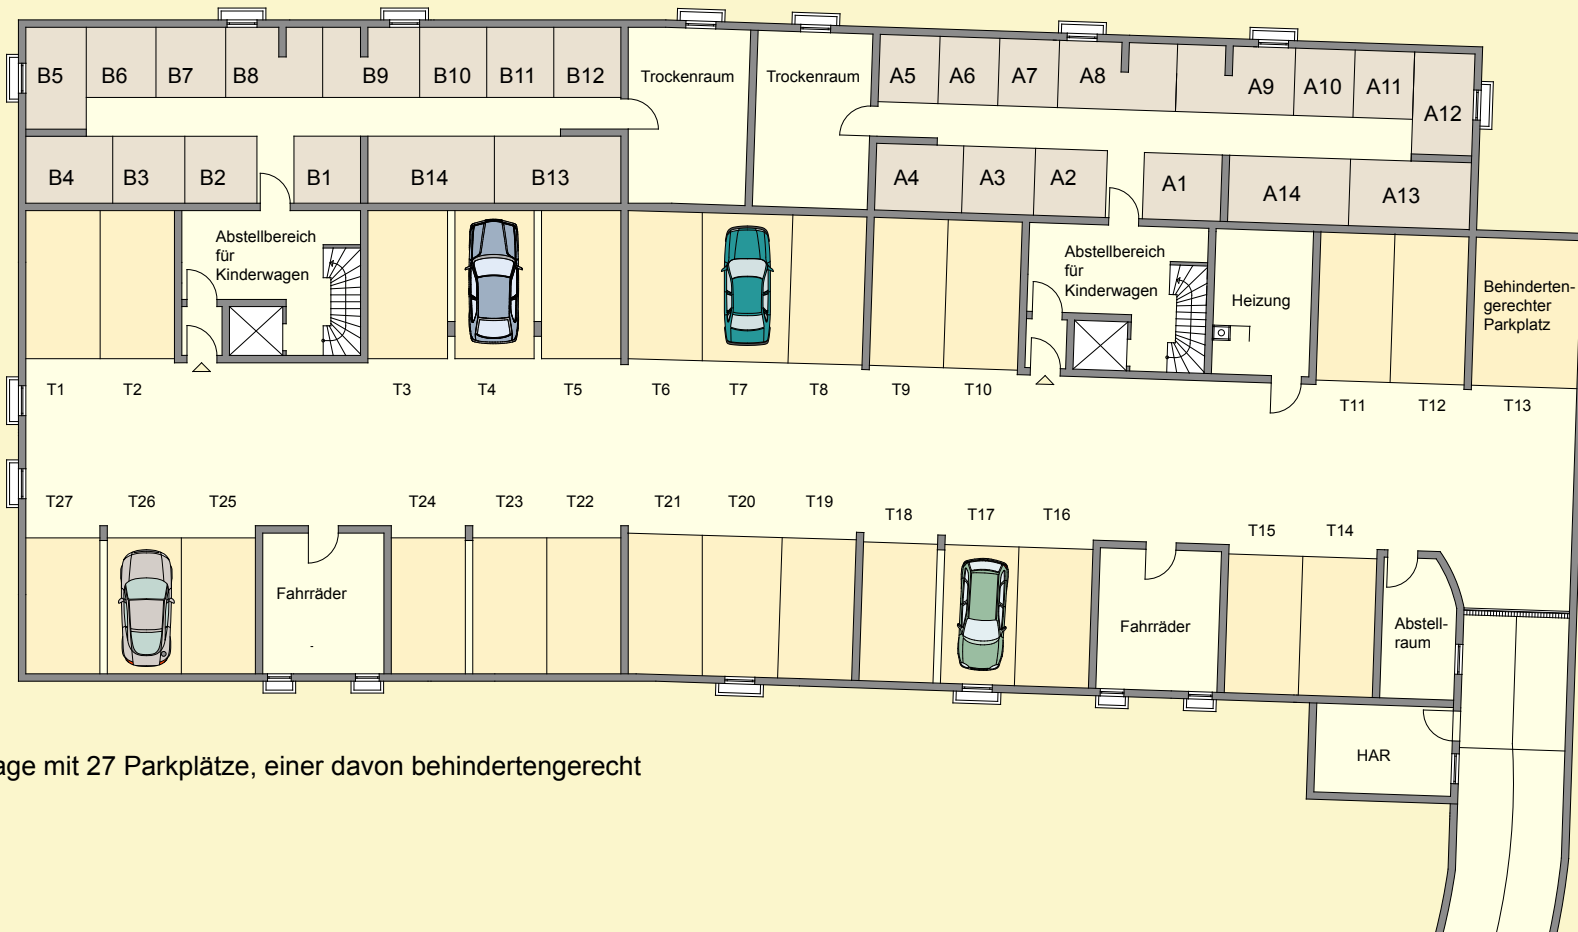 B5 B6 B7 B8 B9 B10 B11 B12
Trockenraum
Trockenraum
A5 A6 A7 A8 A9 A10 A11
A12
B4 B3 B2 B1 B14 B13
A4 A3 A2 A1 A14 A13
Abstellbereich
für
Kinderwagen
Abstellbereich
für
Kinderwagen
Heizung
Behinderten-
gerechter
Parkplatz
T1 T2 T3 T4 T5 T6 T7 T8 T9 T10 T11 T12 T13
T27 T26 T25 T24 T23 T22 T21 T20 T19 T18 T17 T16 T15 T14
Fahrräder
Fahrräder
Abstell-
raum
HAR
age mit 27 Parkplätze, einer davon behindertengerecht